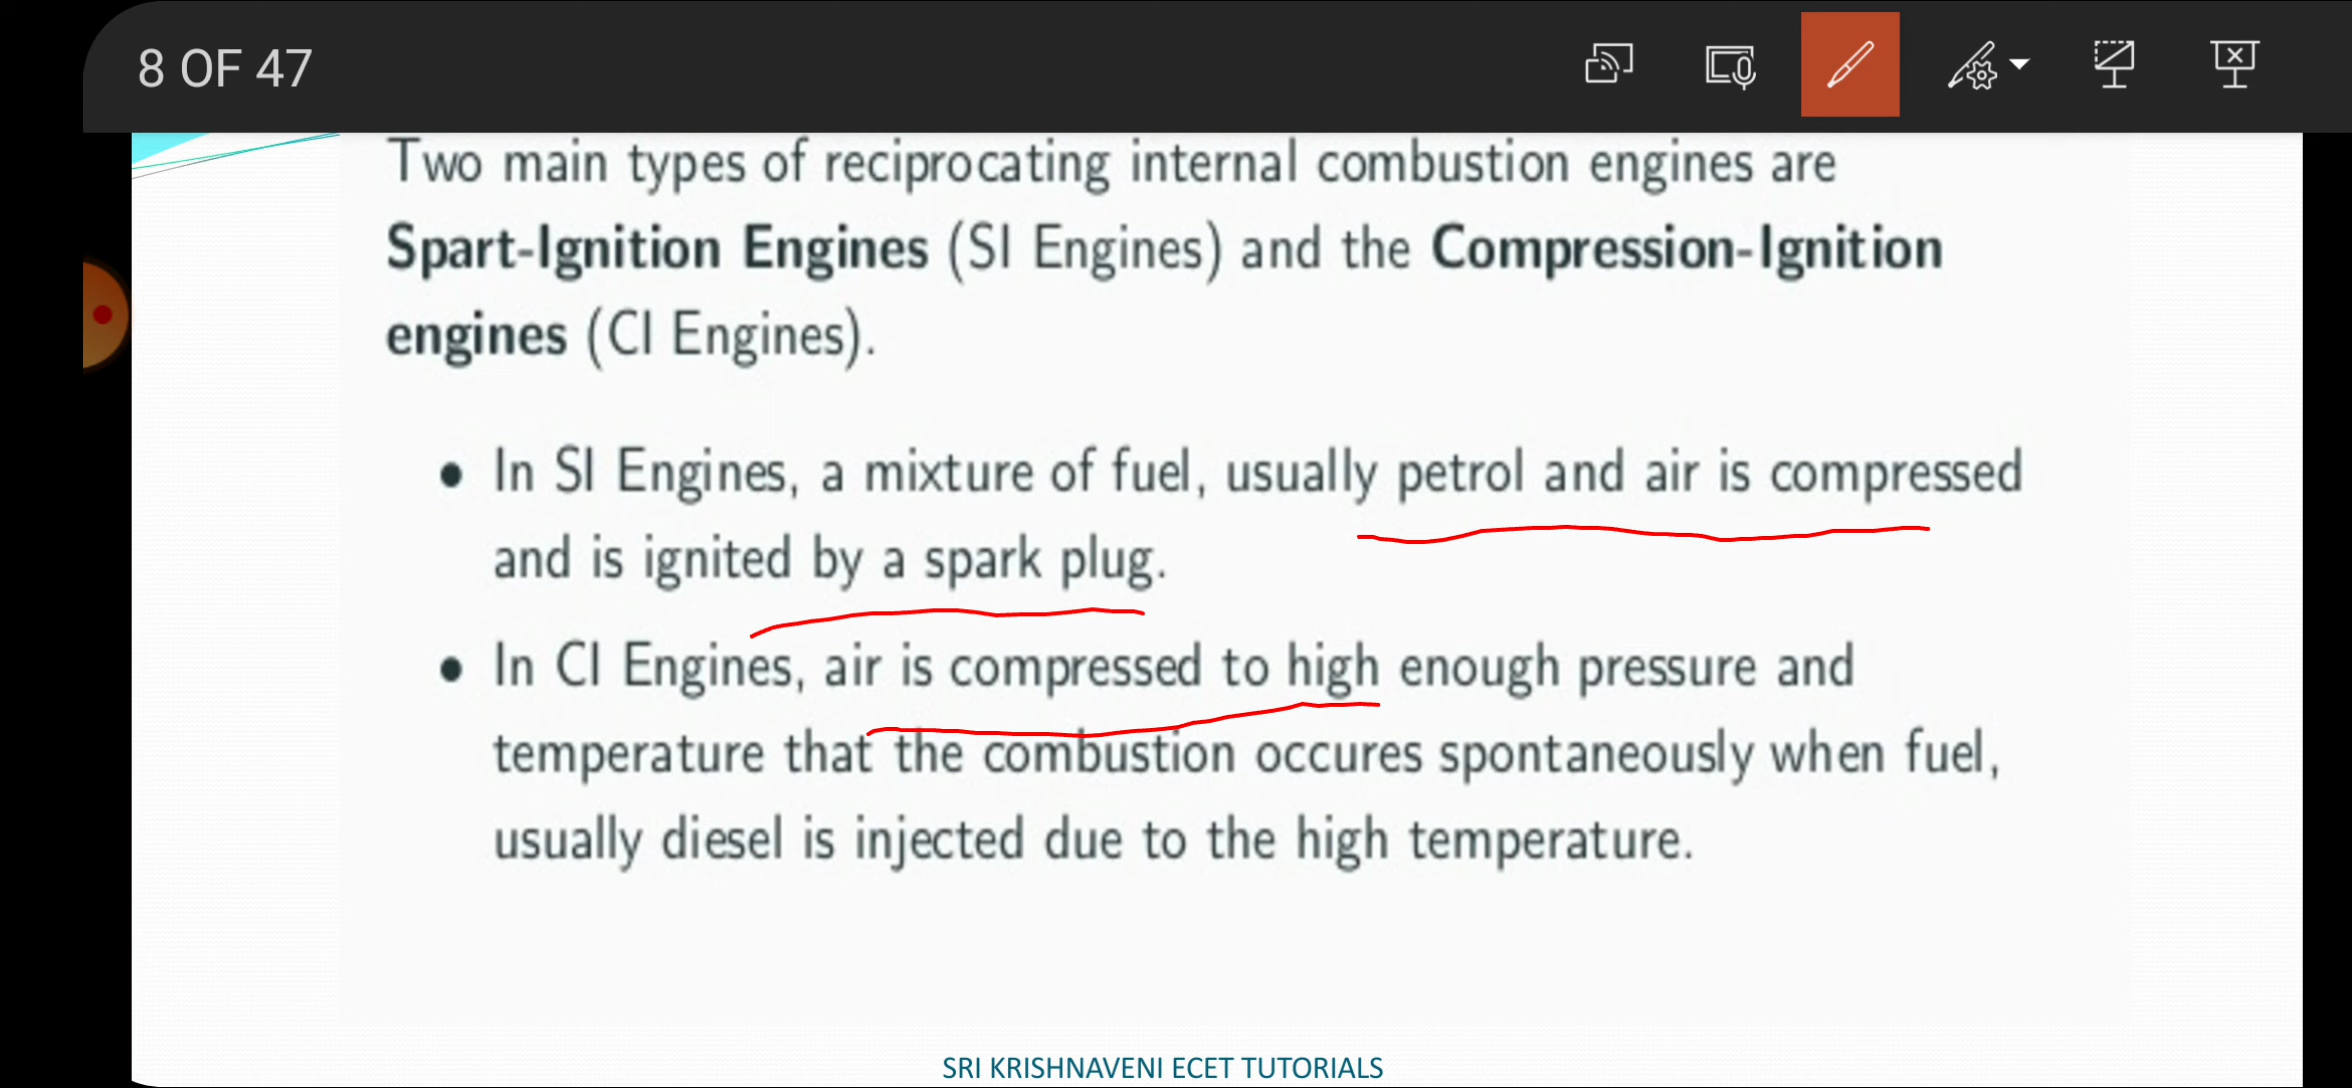 8 OF 47
Two main types of reciprocating internal combustion engines are
Spart-Ignition Engines (SI Engines) and the Compression-Ignition
engines (CI Engines).
● In SI Engines, a mixture of fuel, usually petrol and air is compressed
and is ignited by a spark plug.
● In CI Engines, air is compressed to high enough pressure and
temperature that the combustion occures spontaneously when fuel,
usually diesel is injected due to the high temperature.
SRI KRISHNAVENI ECET TUTORIALS